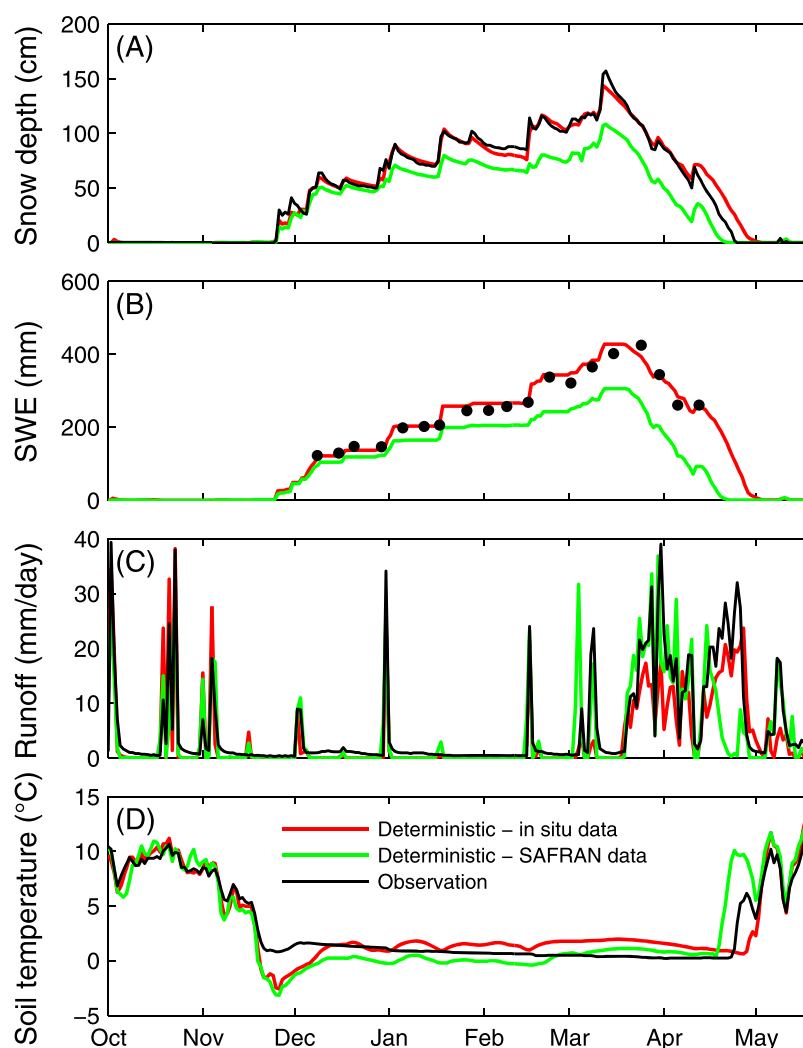 200
(A)
150
100
50
0
Snow depth (cm)
600
(B)
400
200
0
SWE (mm)
40
(C)
30
20
10
0
Runoff (mm/day)
15
(D)
10
5
0
−5
Soil temperature (°C)
Deterministic – in situ data
Deterministic – SAFRAN data
Observation
Oct Nov Dec Jan Feb Mar Apr May